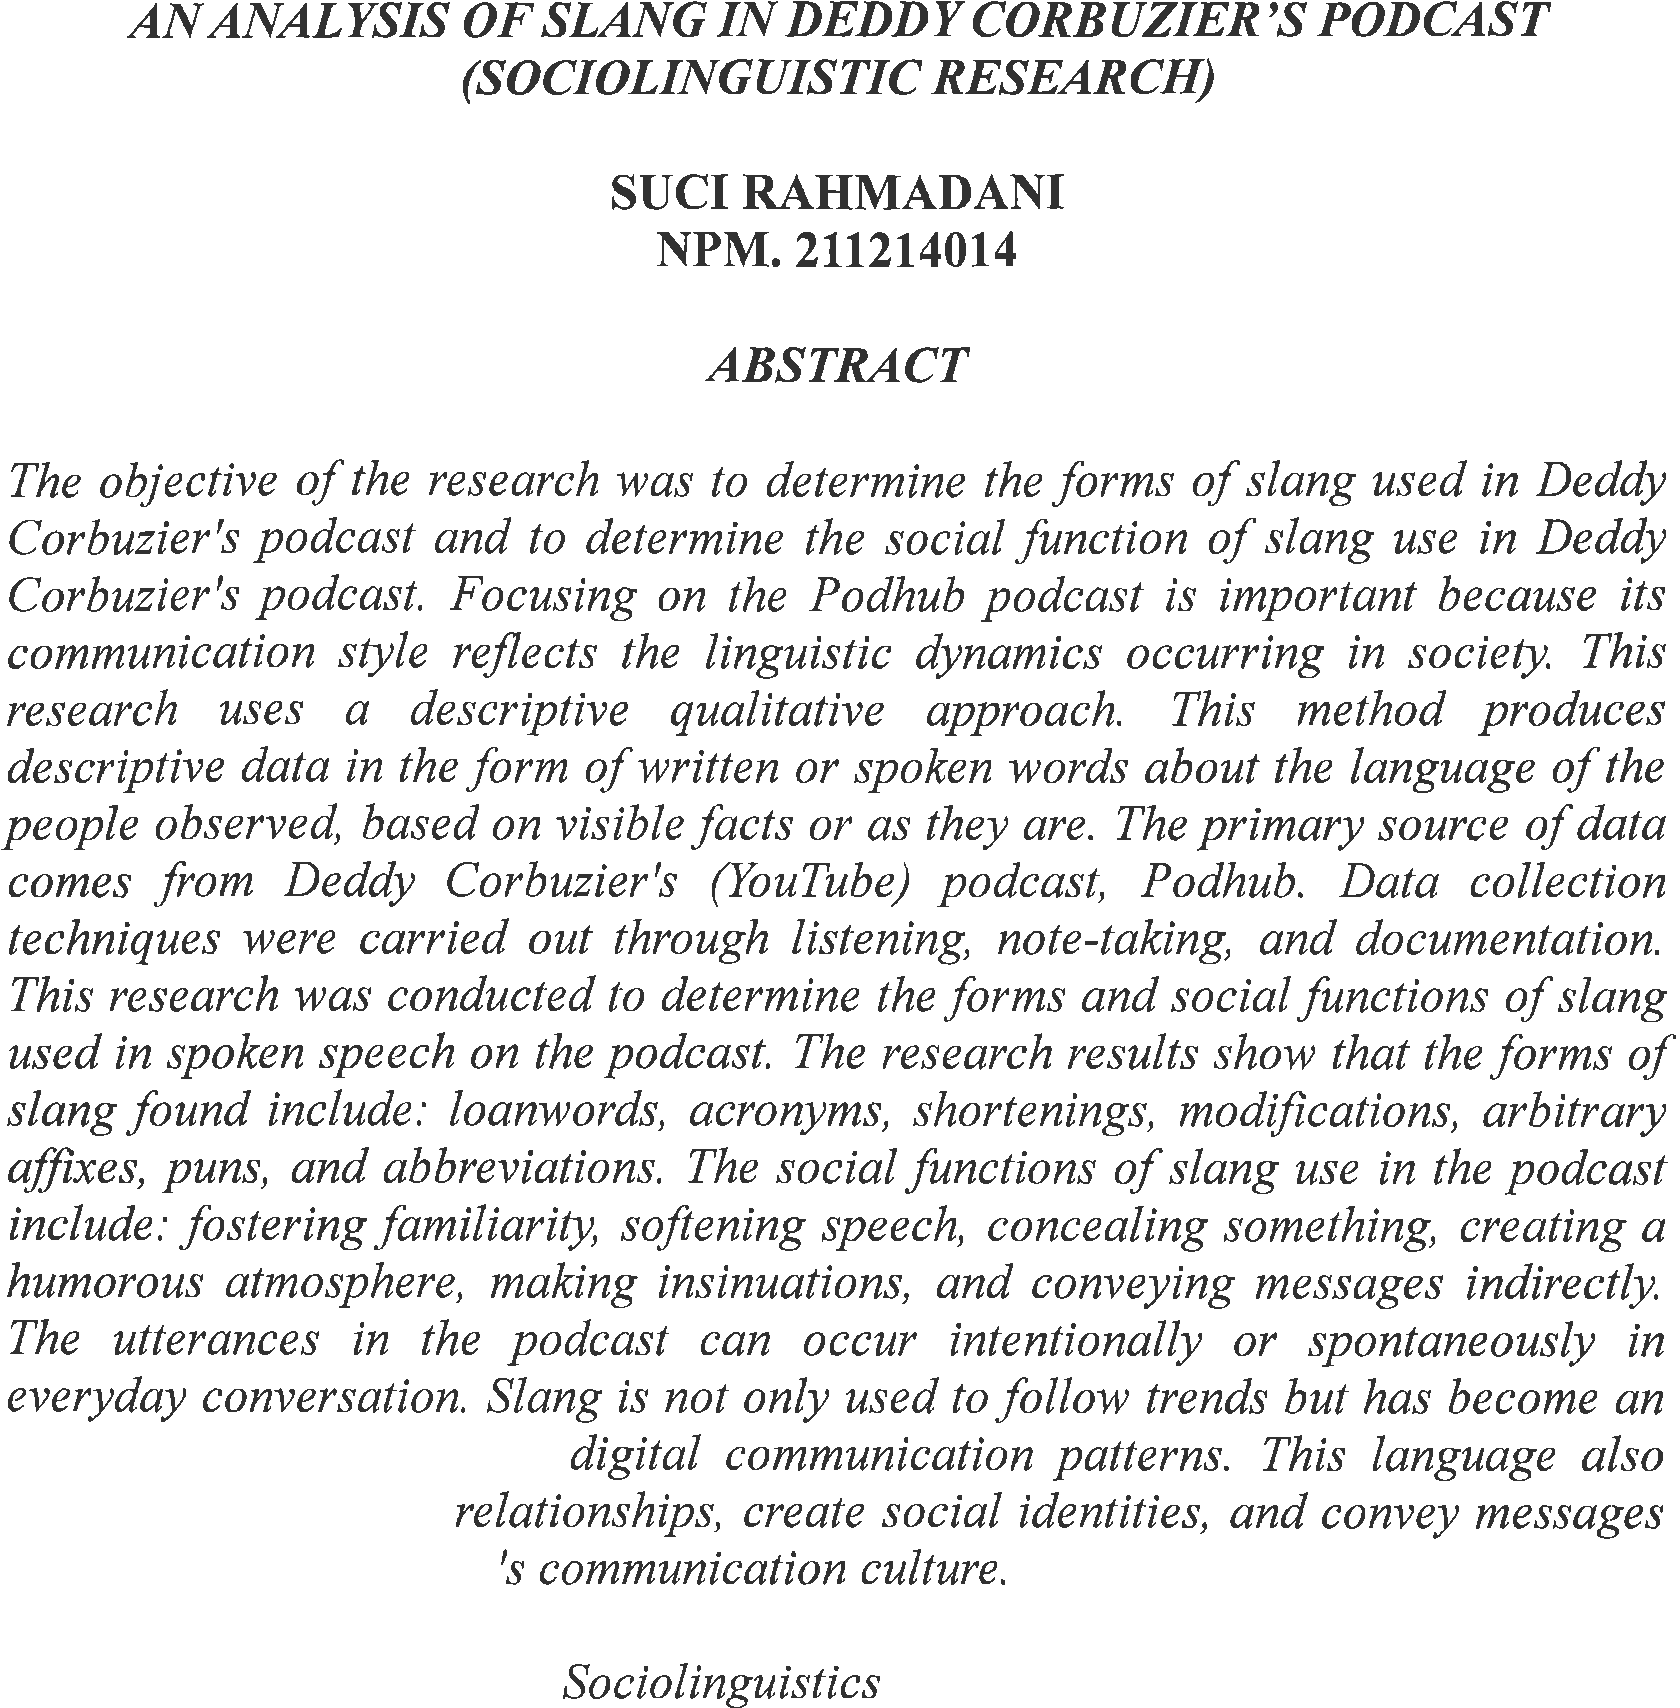 AN ANALYSIS OF SLANG IN DEDDY CORBUZIER’S PODCAST
(SOCIOLINGUISTIC RESEARCH)
SUCI RAHMADANI
NPM. 211214014
ABSTRACT
The objective of the research was to determine the forms of slang used in Deddy
Corbuzier's podcast and to determine the social function of slang use in Deddy
Corbuzier's podcast. Focusing on the Podhub podcast is important because its
communication style reflects the linguistic dynamics occurring in society. This
research uses a descriptive qualitative approach. This method produces
descriptive data in the form of written or spoken words about the language of the
people observed, based on visible facts or as they are. The primary source of data
comes from Deddy Corbuzier's (YouTube) podcast, Podhub. Data collection
techniques were carried out through listening, note-taking, and documentation.
This research was conducted to determine the forms and social functions of slang
used in spoken speech on the podcast. The research results show that the forms of
slang found include: loanwords, acronyms, shortenings, modifications, arbitrary
affixes, puns, and abbreviations. The social functions of slang use in the podcast
include: fostering familiarity, softening speech, concealing something, creating a
humorous atmosphere, making insinuations, and conveying messages indirectly.
The utterances in the podcast can occur intentionally or spontaneously in
everyday conversation. Slang is not only used to follow trends but has become an
digital communication patterns. This language also
relationships, create social identities, and convey messages
's communication culture.
Sociolinguistics